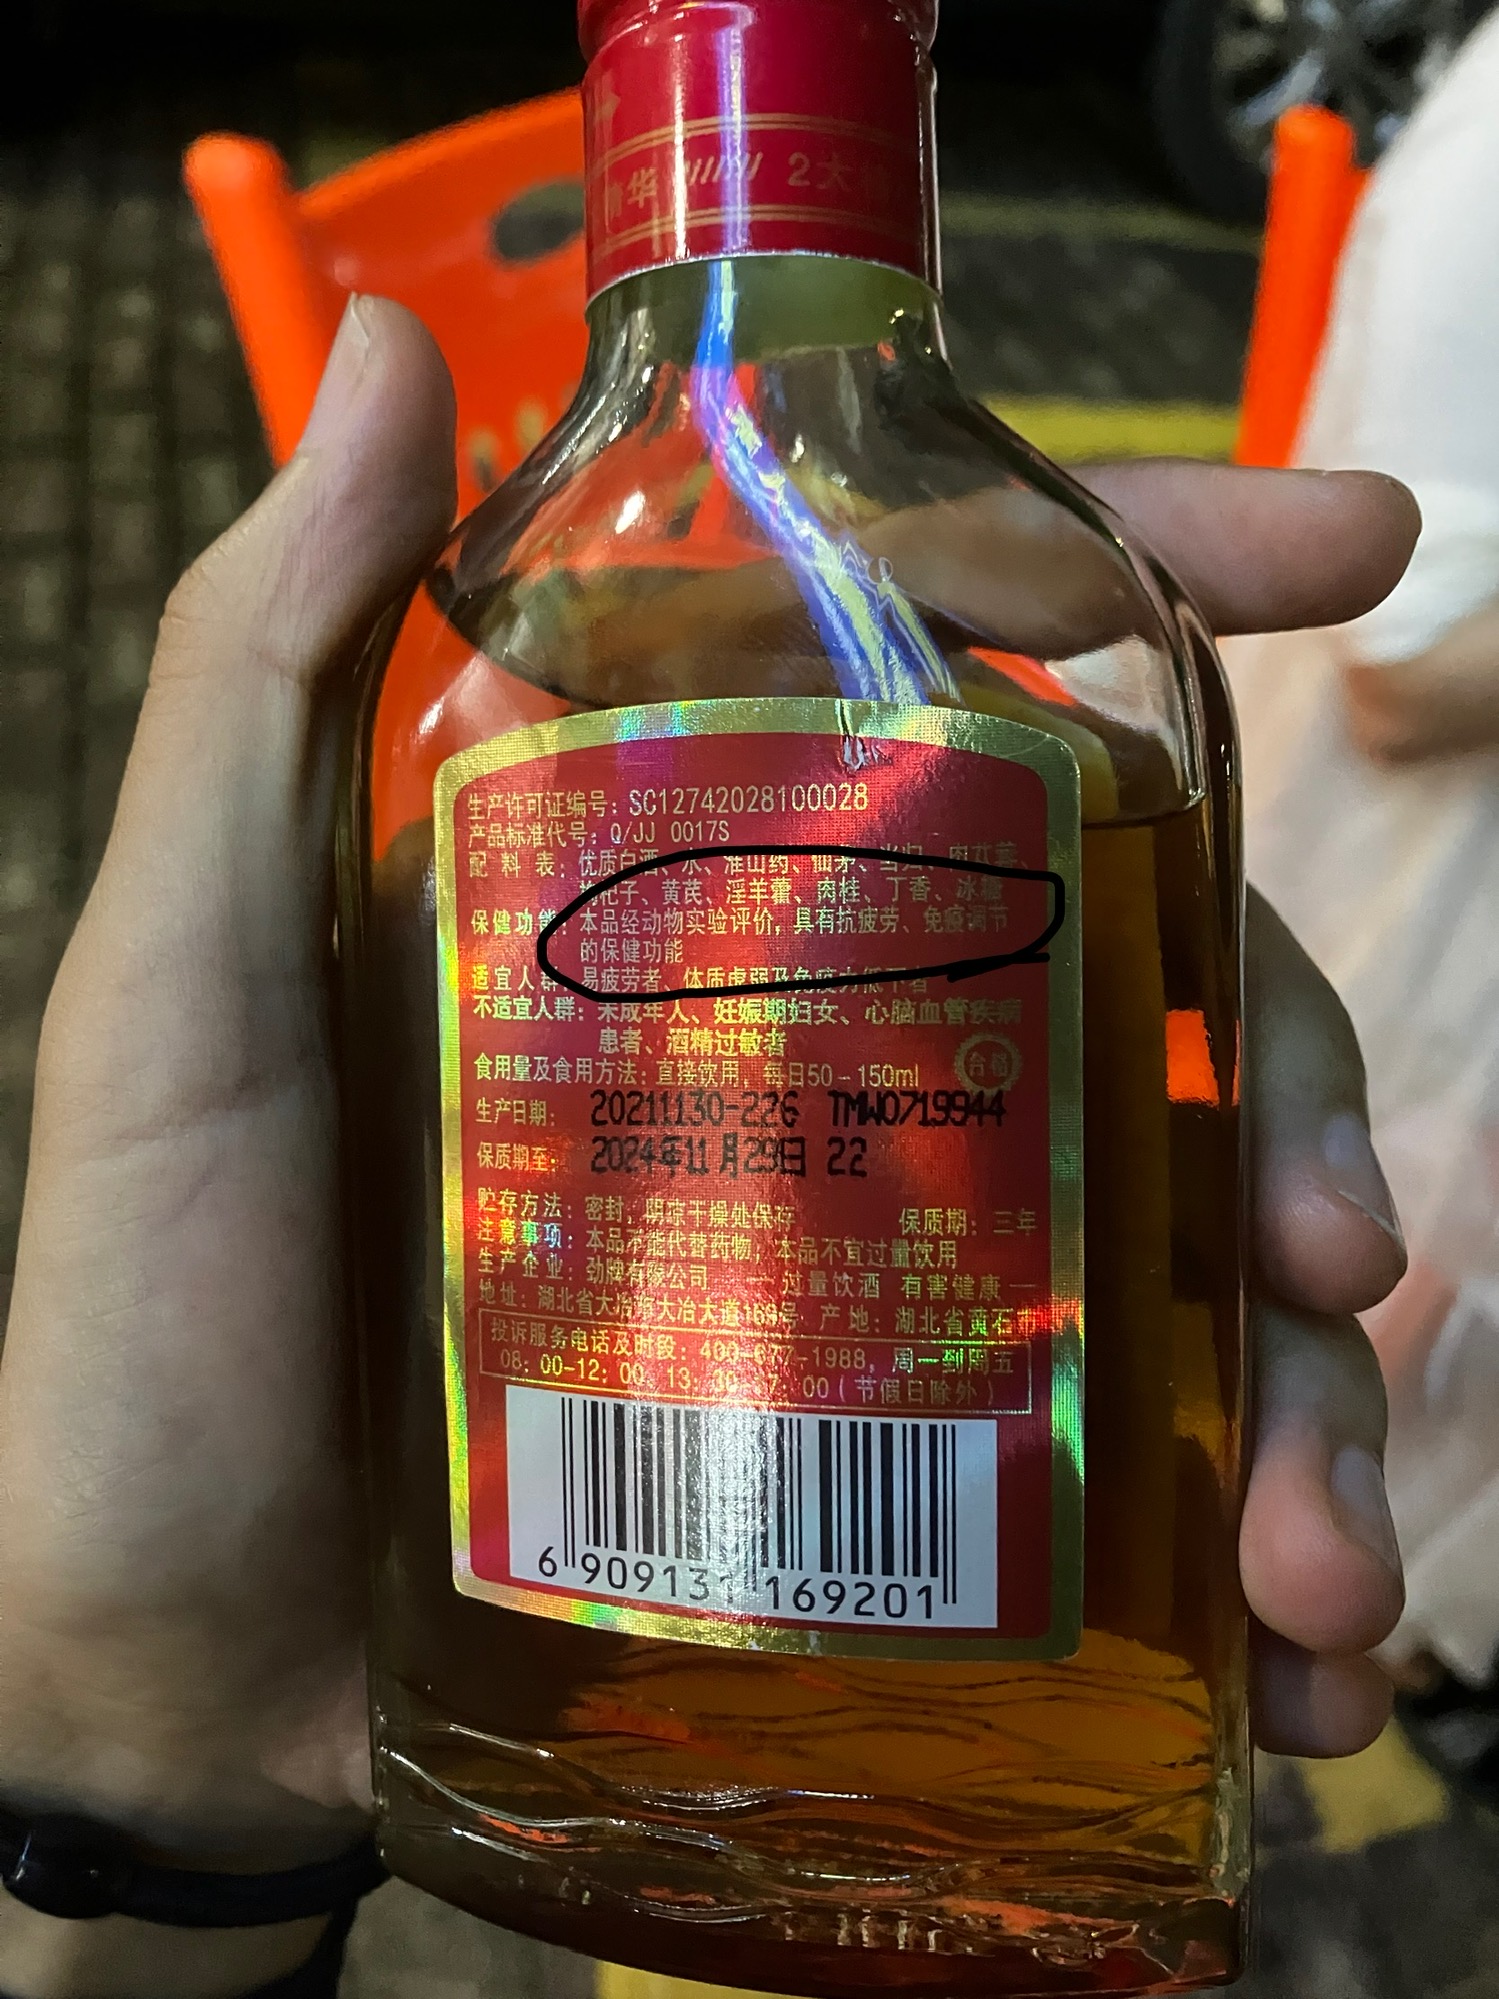 精华 ////// 2大
生产许可证编号：SC12742028100028
产品标准代号：Q/JJ 0017S
配 料 表：优质白酒、水、淮山药、仙茅、当归、肉苁蓉、
枸杞子、黄芪、淫羊藿、肉桂、丁香、冰糖
保健功能：本品经动物实验评价，具有抗疲劳、免疫调节
的保健功能
适宜人群：易疲劳者、体质虚弱及免疫力低下者
不适宜人群：未成年人、妊娠期妇女、心脑血管疾病
患者、酒精过敏者
食用量及食用方法：直接饮用，每日50－150ml
合格
生产日期： 20211130-22G TMW0719944
保质期至： 2024年11月29日 22
贮存方法：密封，阴凉干燥处保存 保质期：三年
注意事项：本品不能代替药物，本品不宜过量饮用
生产企业：劲牌有限公司 — 过量饮酒 有害健康 —
地址：湖北省大冶市大冶大道169号 产地：湖北省黄石市
投诉服务电话及时段：400-677-1988，周一到周五
08：00-12：00，13：30-17：00（节假日除外）
6 909131 169201